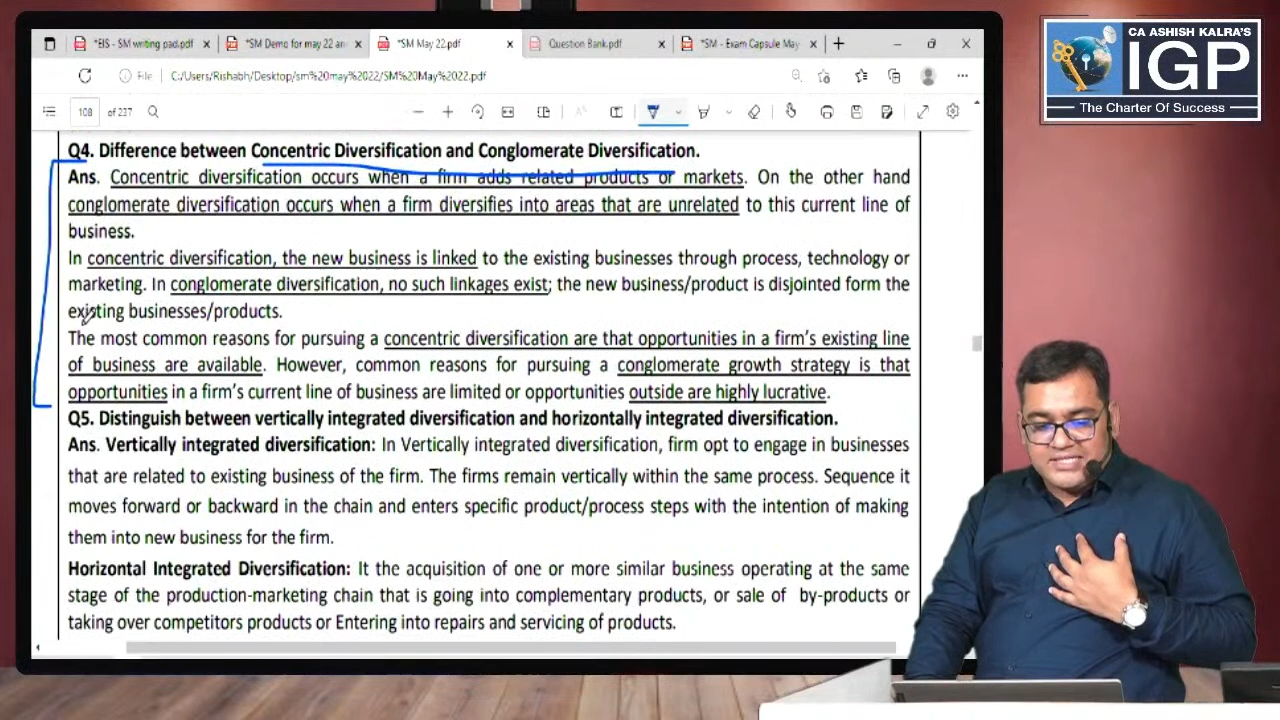 *EIS - SM writing pad.pdf
*SM Demo for may 22 an
*SM May 22.pdf
Question Bank.pdf
*SM - Exam Capsule May
File
C:/Users/Rishabh/Desktop/sm%20may%2022/SM%20May%2022.pdf
108 of 237
Q4. Difference between Concentric Diversification and Conglomerate Diversification.
Ans. Concentric diversification occurs when a firm adds related products or markets. On the other hand
conglomerate diversification occurs when a firm diversifies into areas that are unrelated to this current line of
business.
In concentric diversification, the new business is linked to the existing businesses through process, technology or
marketing. In conglomerate diversification, no such linkages exist; the new business/product is disjointed form the
existing businesses/products.
The most common reasons for pursuing a concentric diversification are that opportunities in a firm's existing line
of business are available. However, common reasons for pursuing a conglomerate growth strategy is that
opportunities in a firm's current line of business are limited or opportunities outside are highly lucrative.
Q5. Distinguish between vertically integrated diversification and horizontally integrated diversification.
Ans. Vertically integrated diversification: In Vertically integrated diversification, firm opt to engage in businesses
that are related to existing business of the firm. The firms remain vertically within the same process. Sequence it
moves forward or backward in the chain and enters specific product/process steps with the intention of making
them into new business for the firm.
Horizontal Integrated Diversification: It the acquisition of one or more similar business operating at the same
stage of the production-marketing chain that is going into complementary products, or sale of by-products or
taking over competitors products or Entering into repairs and servicing of products.
CA ASHISH KALRA'S
IGP
The Charter Of Success